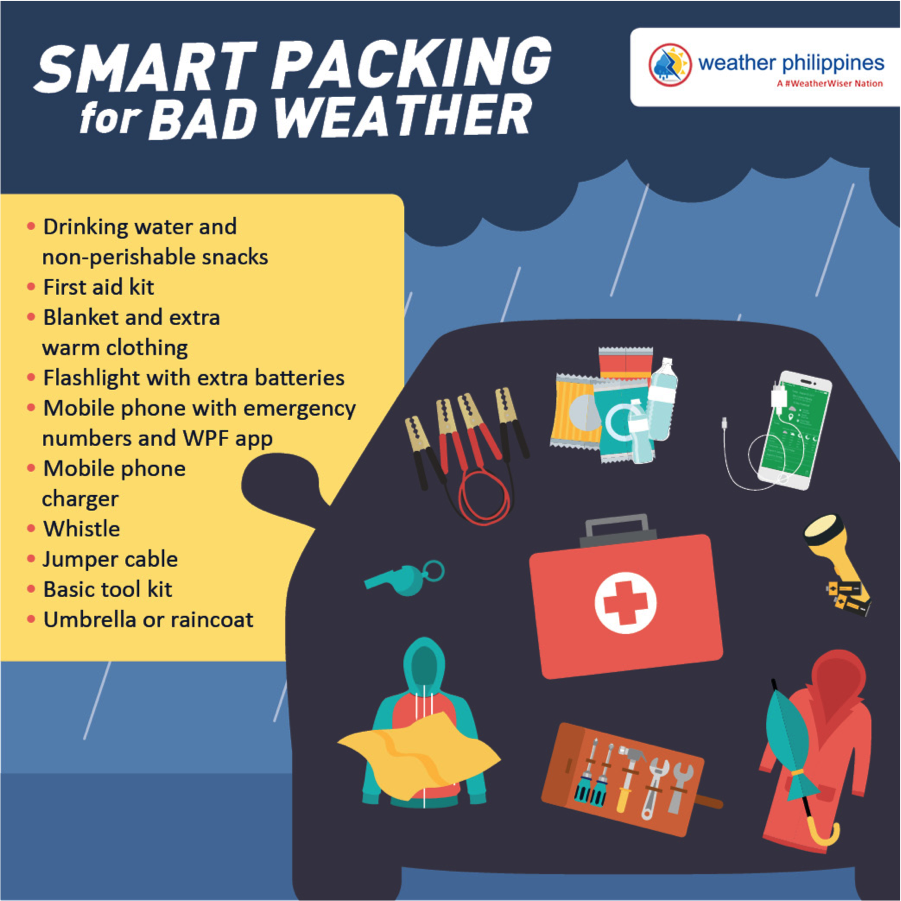 SMART PACKING
for BAD WEATHER
weather philippines
A #WeatherWiser Nation
• Drinking water and
non-perishable snacks
• First aid kit
• Blanket and extra
warm clothing
• Flashlight with extra batteries
• Mobile phone with emergency
numbers and WPF app
• Mobile phone
charger
• Whistle
• Jumper cable
• Basic tool kit
• Umbrella or raincoat